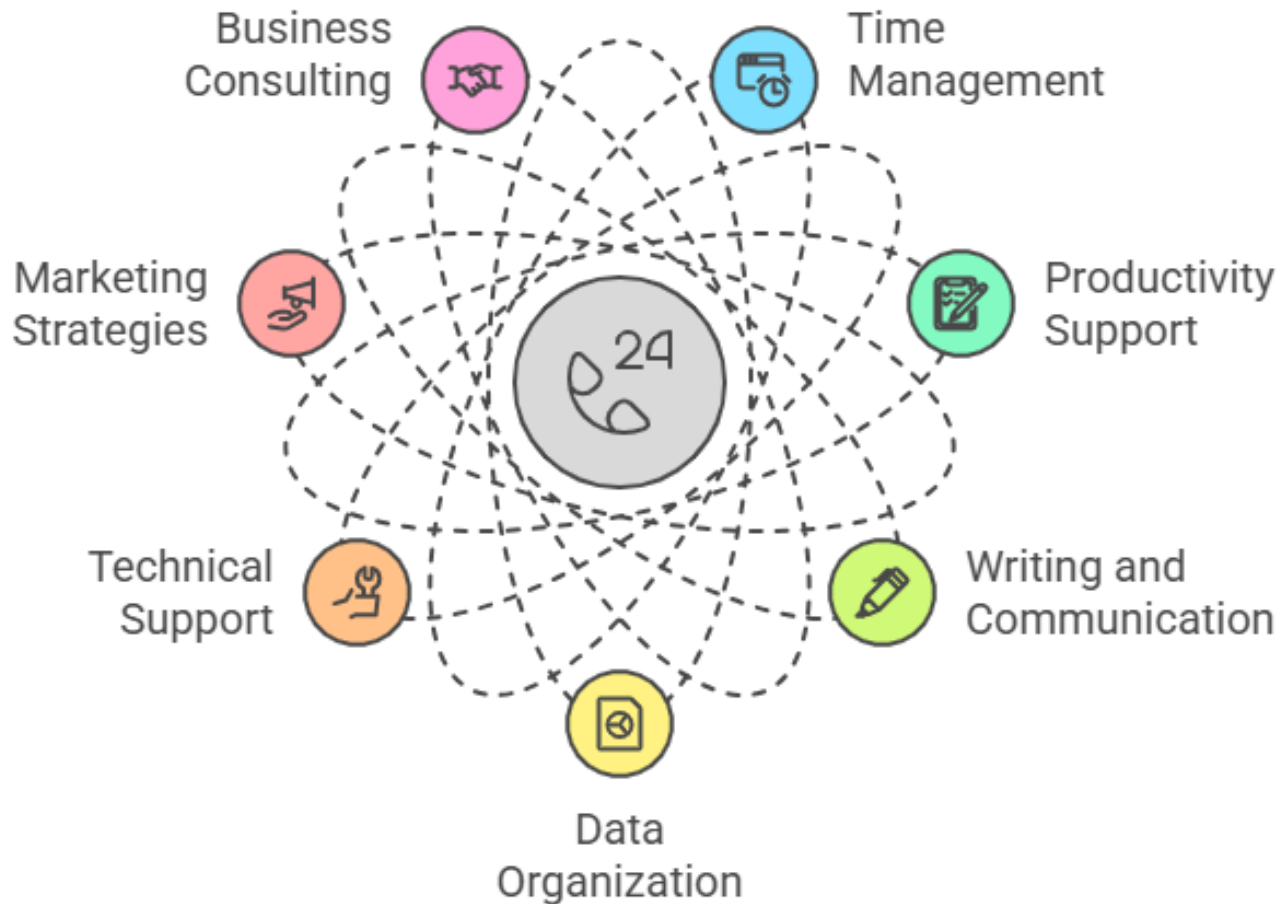 Business
Consulting
Time
Management
Marketing
Strategies
24
Productivity
Support
Technical
Support
Writing and
Communication
Data
Organization